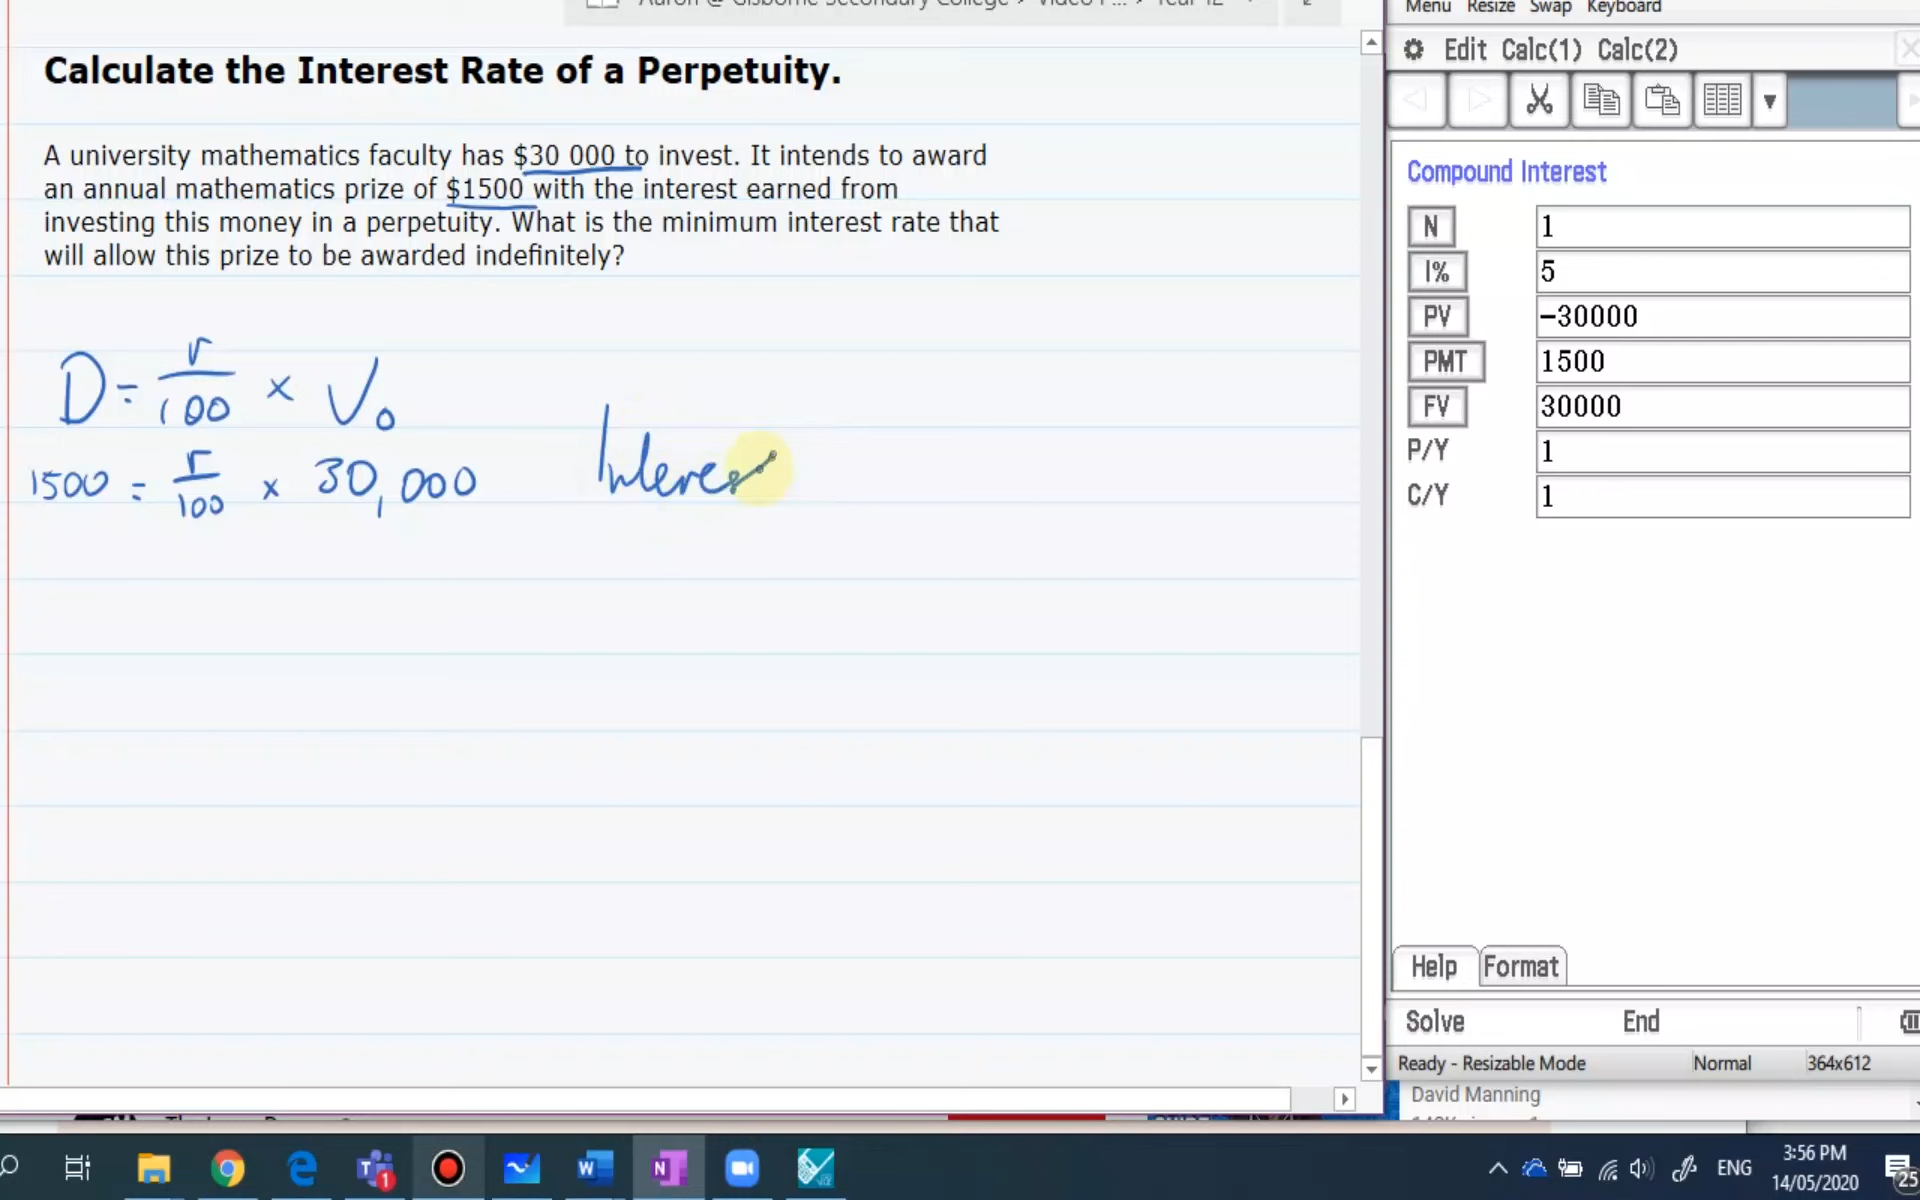 Menu Resize Swap Keyboard
Edit Calc(1) Calc(2)
Calculate the Interest Rate of a Perpetuity.
A university mathematics faculty has $30 000 to invest. It intends to award
an annual mathematics prize of $1500 with the interest earned from
investing this money in a perpetuity. What is the minimum interest rate that
will allow this prize to be awarded indefinitely?
D = r/100 × V₀
1500 = r/100 × 30,000
Interes
Compound Interest
N 1
I% 5
PV -30000
PMT 1500
FV 30000
P/Y 1
C/Y 1
Help Format
Solve End
Ready - Resizable Mode Normal 364x612
David Manning
1
ENG
3:56 PM
14/05/2020
25